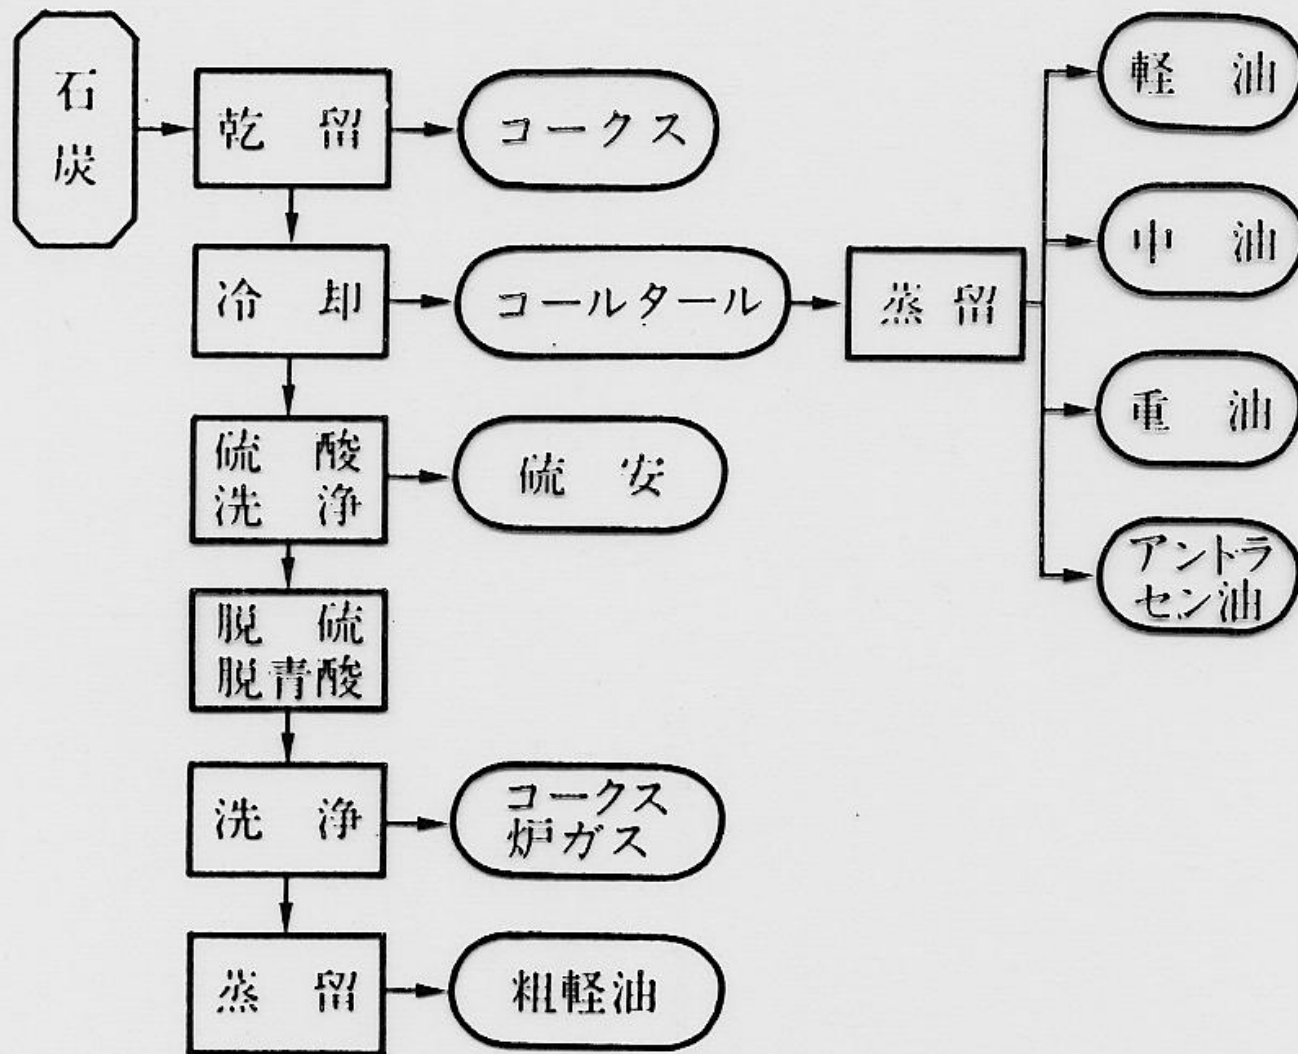 石
炭
乾留
コークス
冷却
コールタール
蒸留
軽油
中油
重油
アントラ
セン油
硫酸
洗浄
硫安
脱硫
脱青酸
洗浄
コークス
炉ガス
蒸留
粗軽油